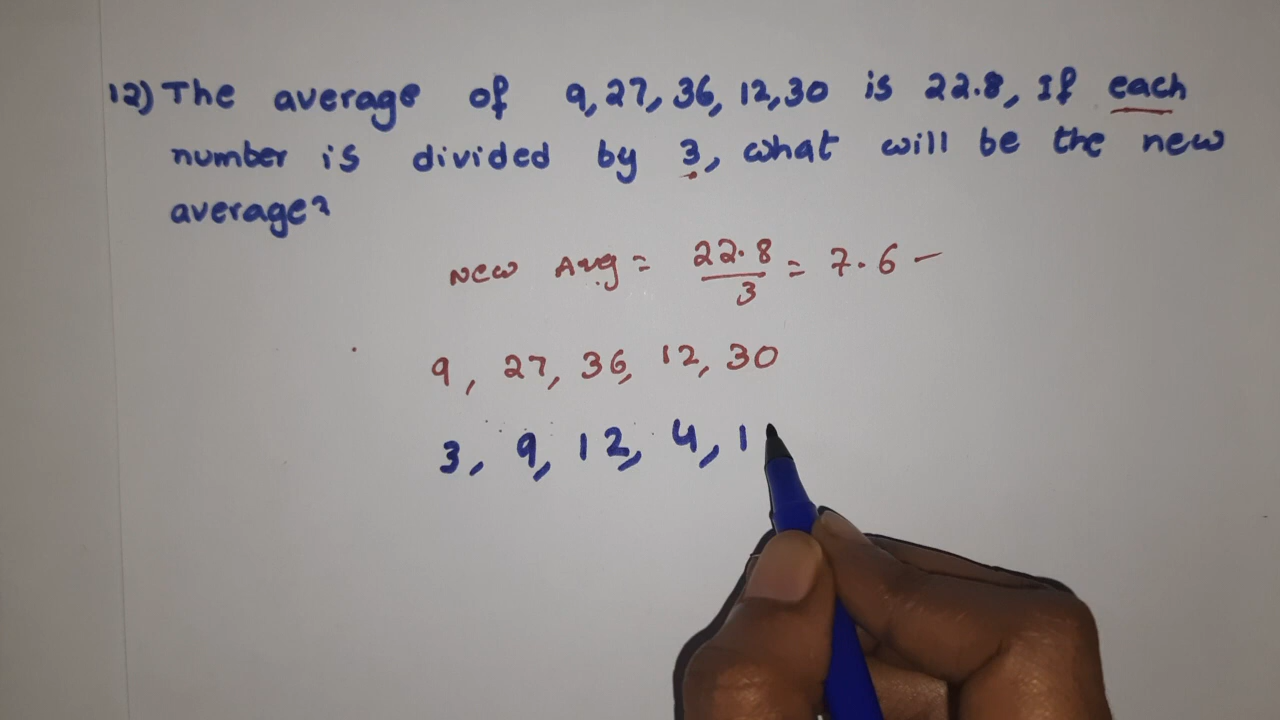 12) The average of 9, 27, 36, 12, 30 is 22.8, If each
number is divided by 3, what will be the new
average?
New Avg = 22.8/3 = 7.6 –
9, 27, 36, 12, 30
3, 9, 12, 4, 1